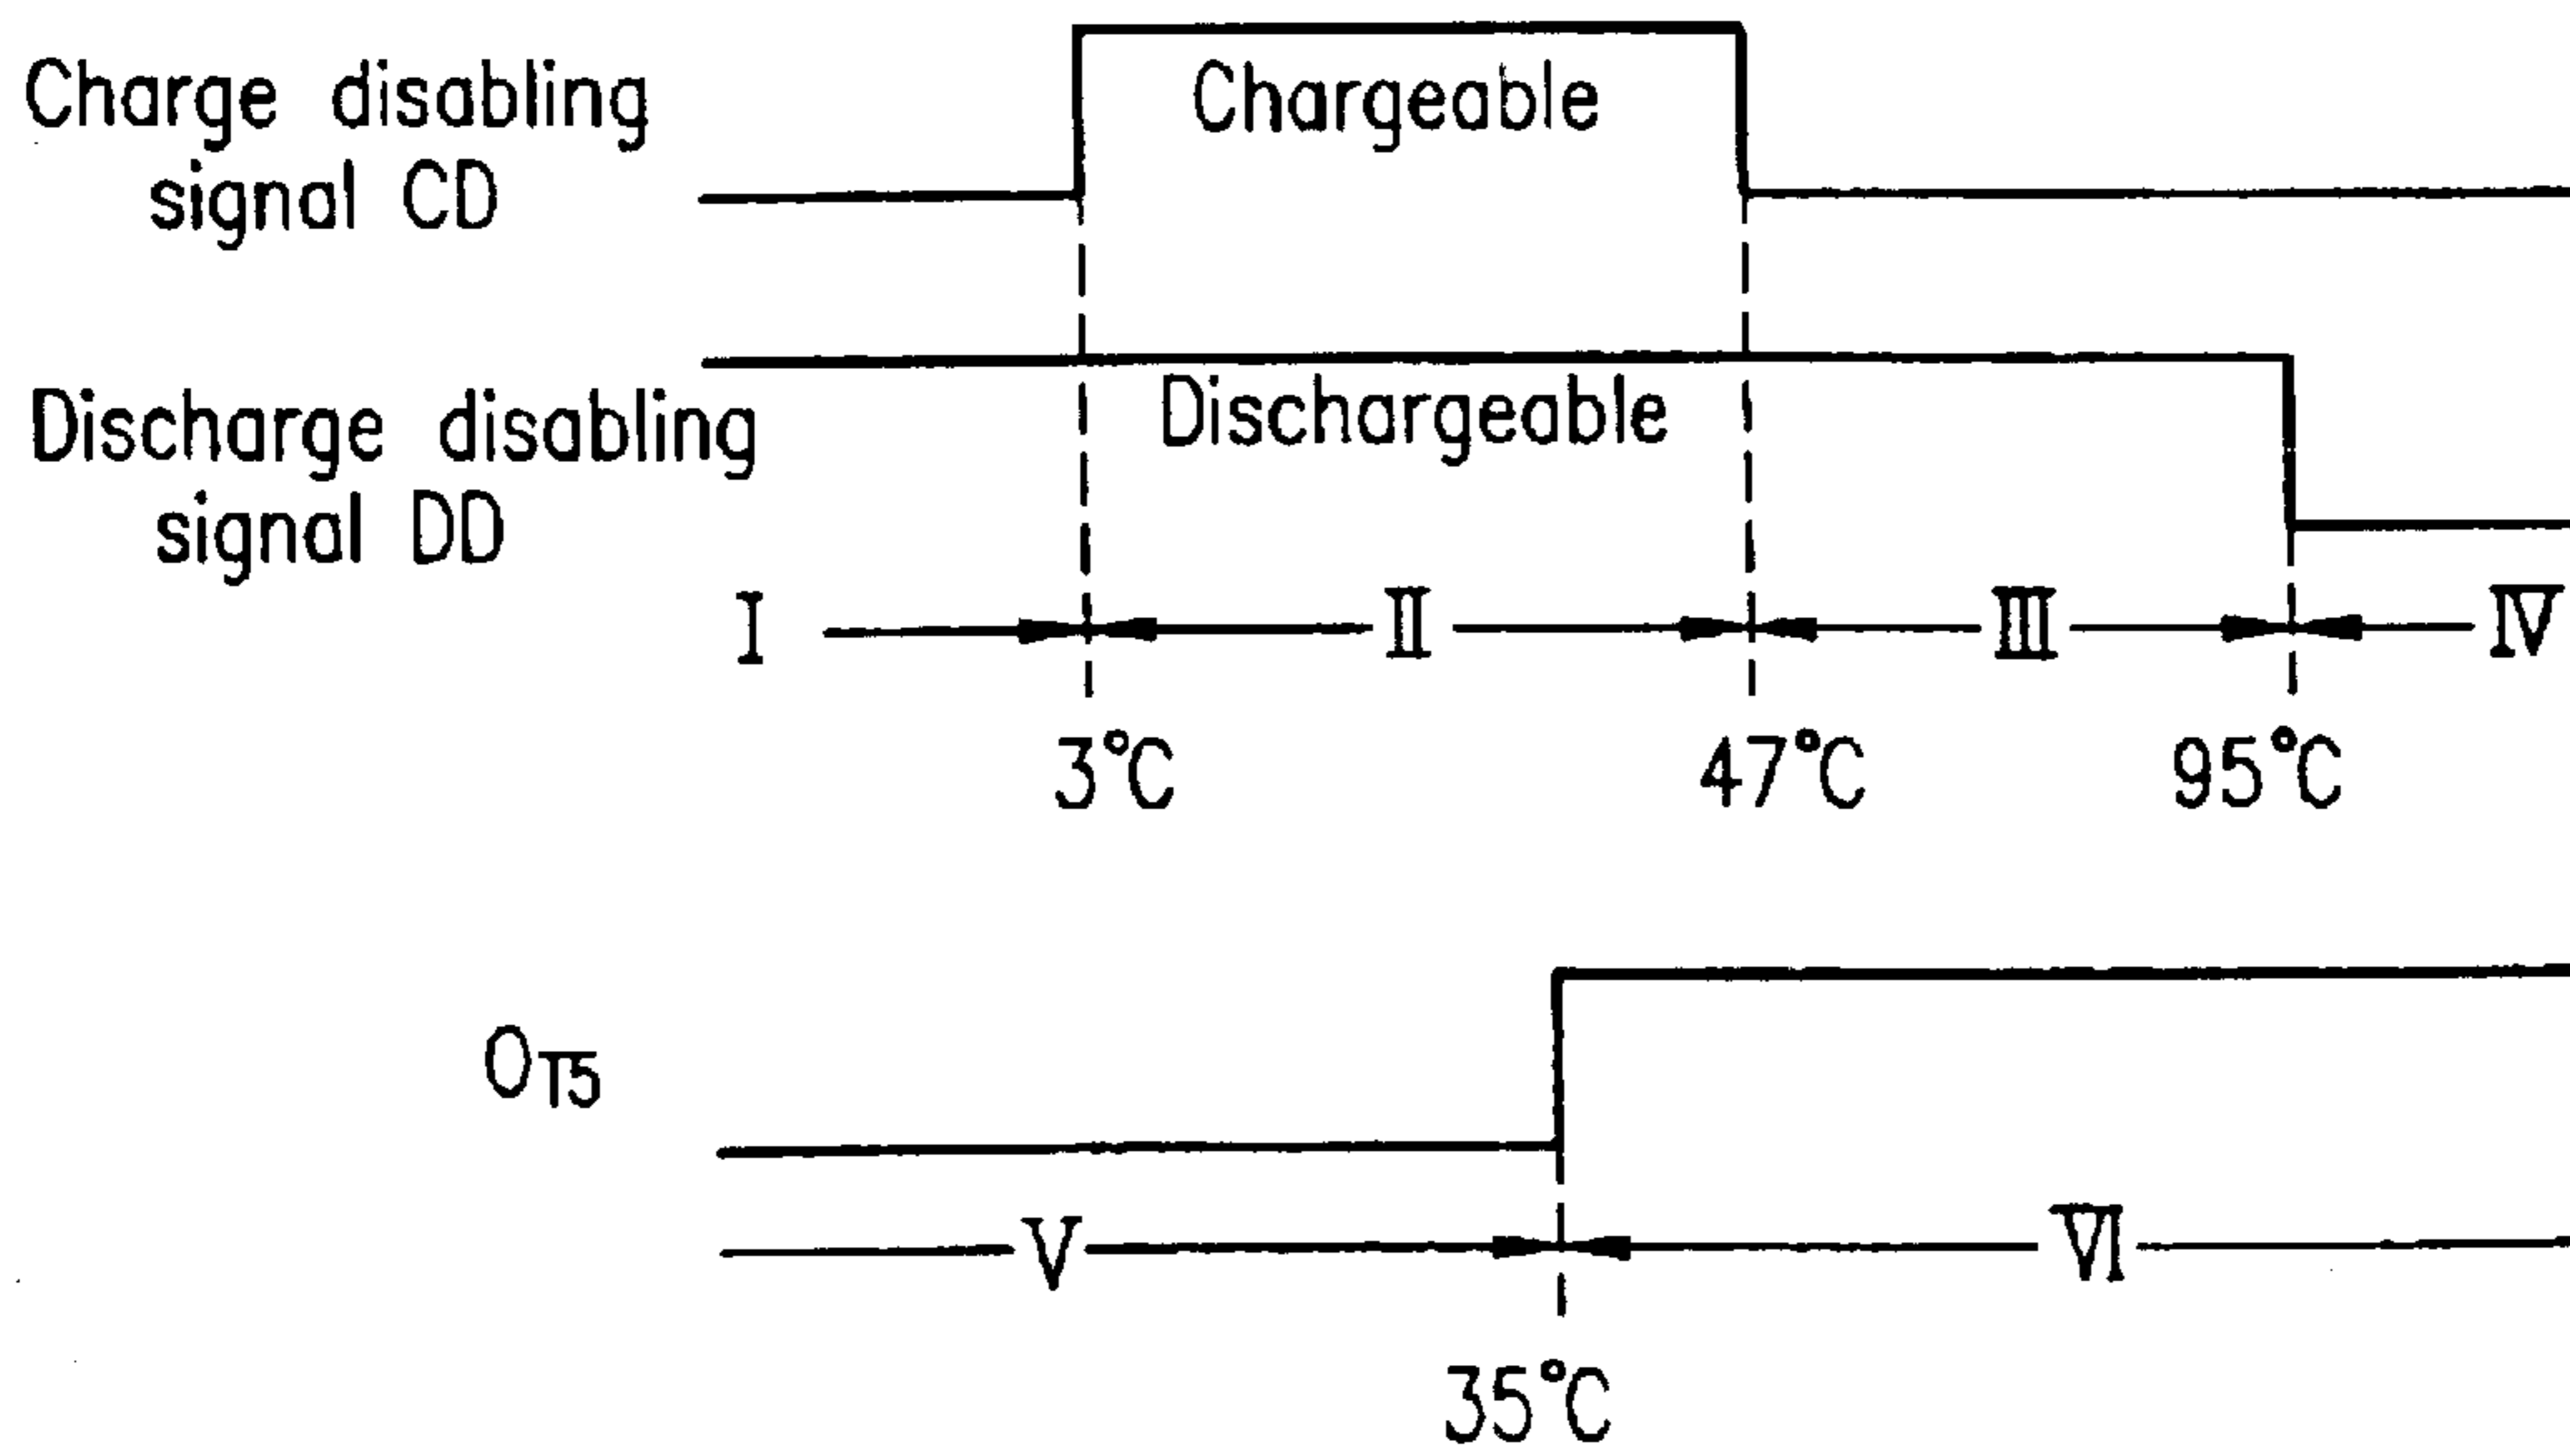 Charge disabling
signal CD
Chargeable
Discharge disabling
signal DD
Dischargeable
I II III IV
3°C 47°C 95°C
OT5
V VI
35°C